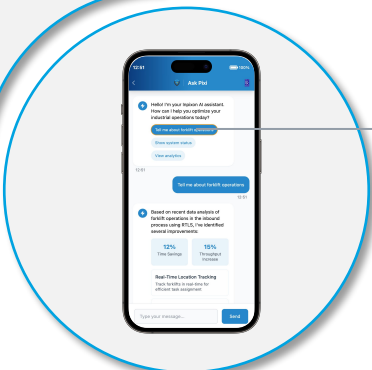 12:51
100%
Ask Pixi
Hello! I'm your Inpixon AI assistant.
How can I help you optimize your
industrial operations today?
Tell me about forklift operations
Show system status
View analytics
12:51
Tell me about forklift operations
12:51
Based on recent data analysis of
forklift operations in the inbound
process using RTLS, I've identified
several improvements:
12%
Time Savings
15%
Throughput
Increase
Real-Time Location Tracking
Track forklifts in real-time for
efficient task assignment
Type your message...
Send